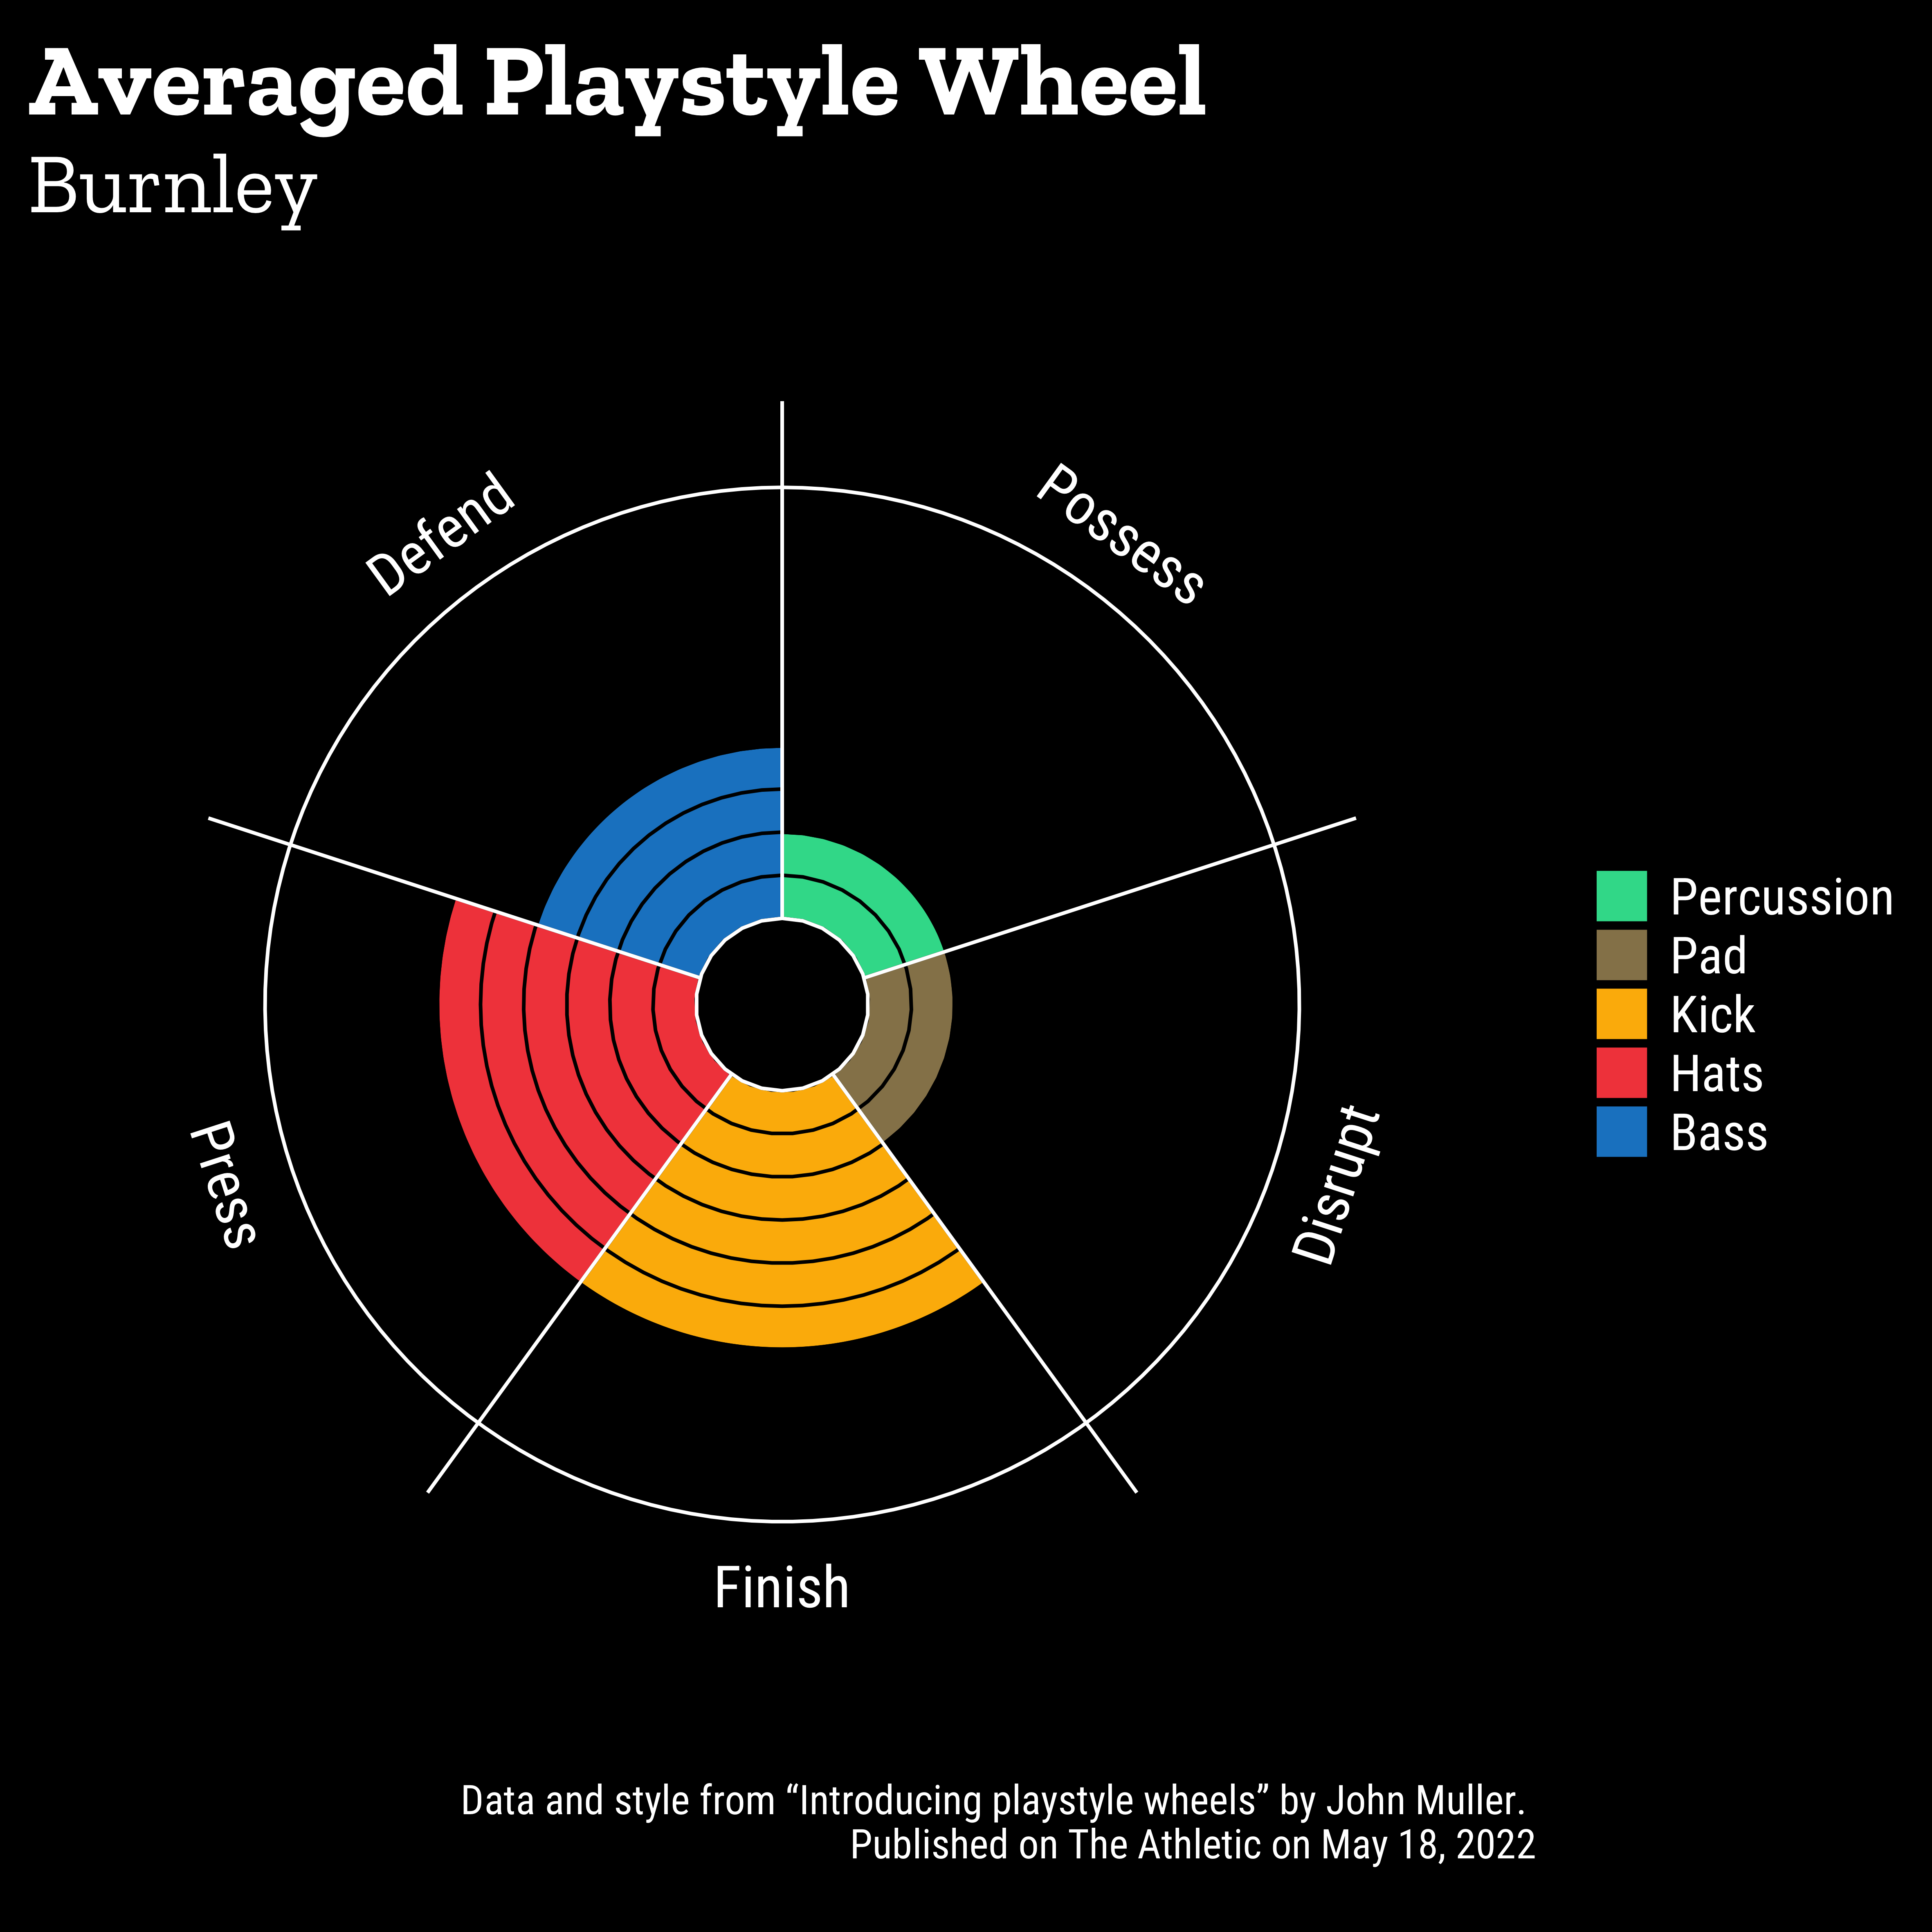 Averaged Playstyle Wheel
Burnley
Defend
Possess
Press
Disrupt
Finish
Percussion
Pad
Kick
Hats
Bass
Data and style from “Introducing playstyle wheels” by John Muller.
Published on The Athletic on May 18, 2022